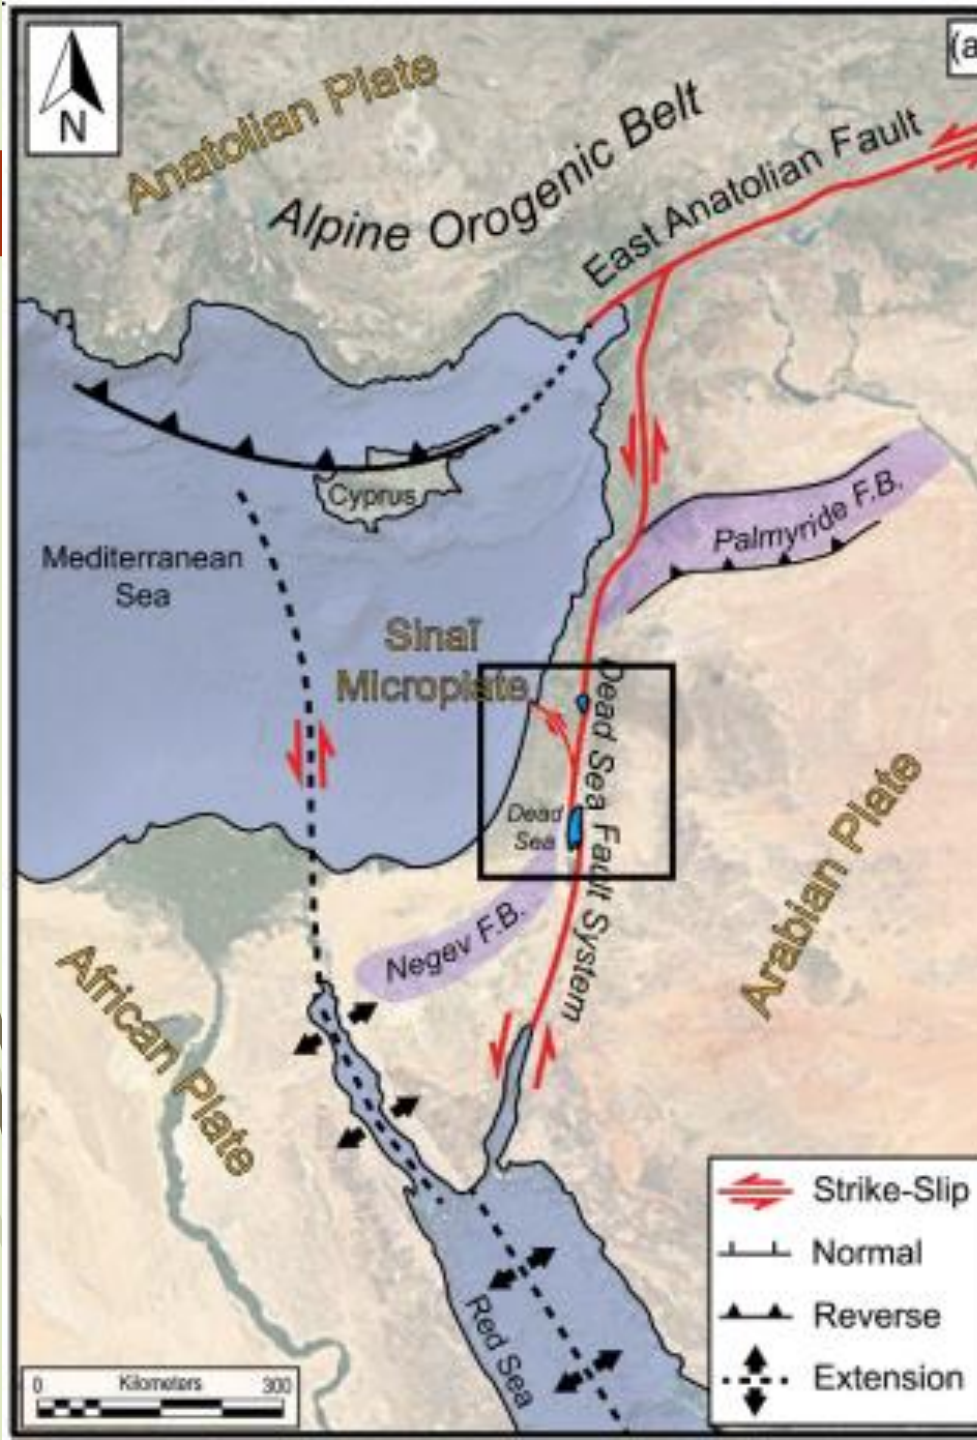 (a
N
Anatolian Plate
Alpine Orogenic Belt
East Anatolian Fault
Cyprus
Palmyride F.B.
Mediterranean
Sea
Sinaï
Microplate
Dead Sea Fault System
Dead
Sea
Arabian Plate
Negev F.B.
African Plate
Red Sea
Strike-Slip
Normal
Reverse
Extension
0 Kilometers 300